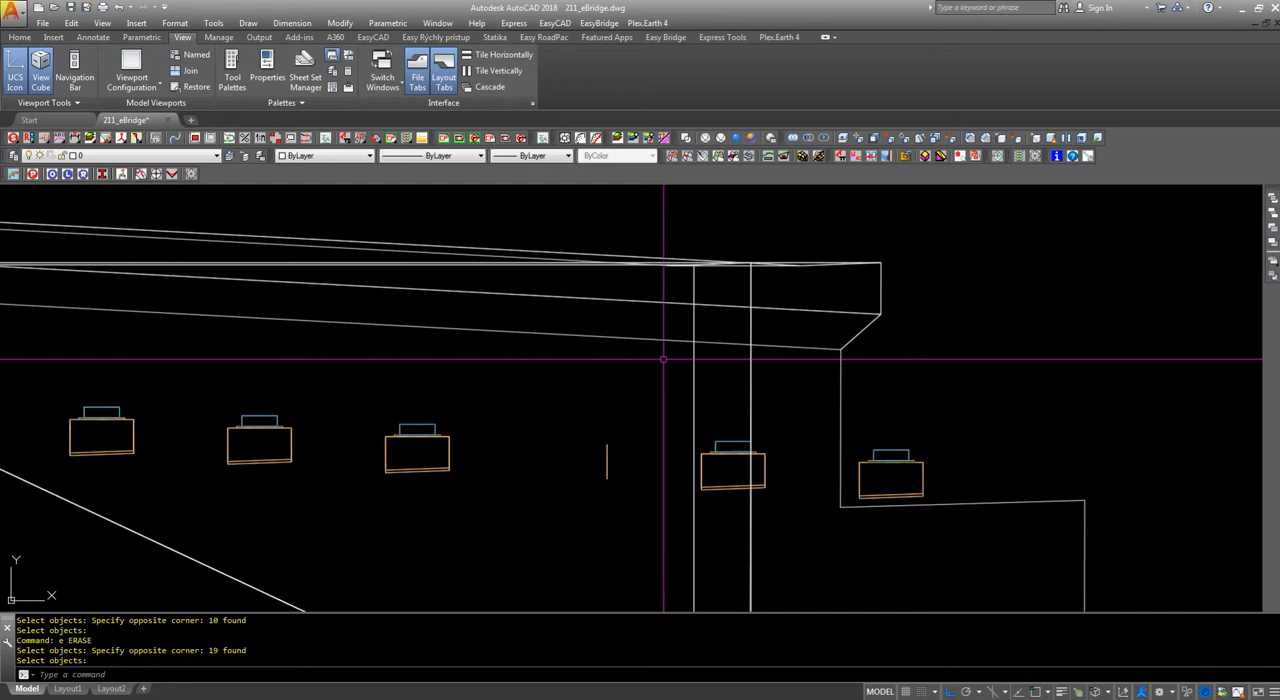 Autodesk AutoCAD 2018 211_eBridge.dwg
Type a keyword or phrase
Sign In
File Edit View Insert Format Tools Draw Dimension Modify Parametric Window Help Express EasyCAD EasyBridge Plex.Earth 4
Home Insert Annotate Parametric View Manage Output Add-ins A360 EasyCAD Easy Rýchly prístup Statika Easy RoadPac Featured Apps Easy Bridge Express Tools Plex.Earth 4
UCS Icon
View Cube
Navigation Bar
Viewport Configuration
Named
Join
Restore
Tool Palettes
Properties
Sheet Set Manager
Switch Windows
File Tabs
Layout Tabs
Tile Horizontally
Tile Vertically
Cascade
Viewport Tools Model Viewports Palettes Interface
Start 211_eBridge*
0 ByLayer ByLayer ByLayer ByColor
Y
X
Select objects: Specify opposite corner: 10 found
Select objects:
Command: e ERASE
Select objects: Specify opposite corner: 19 found
Select objects:
Type a command
Model Layout1 Layout2 + MODEL